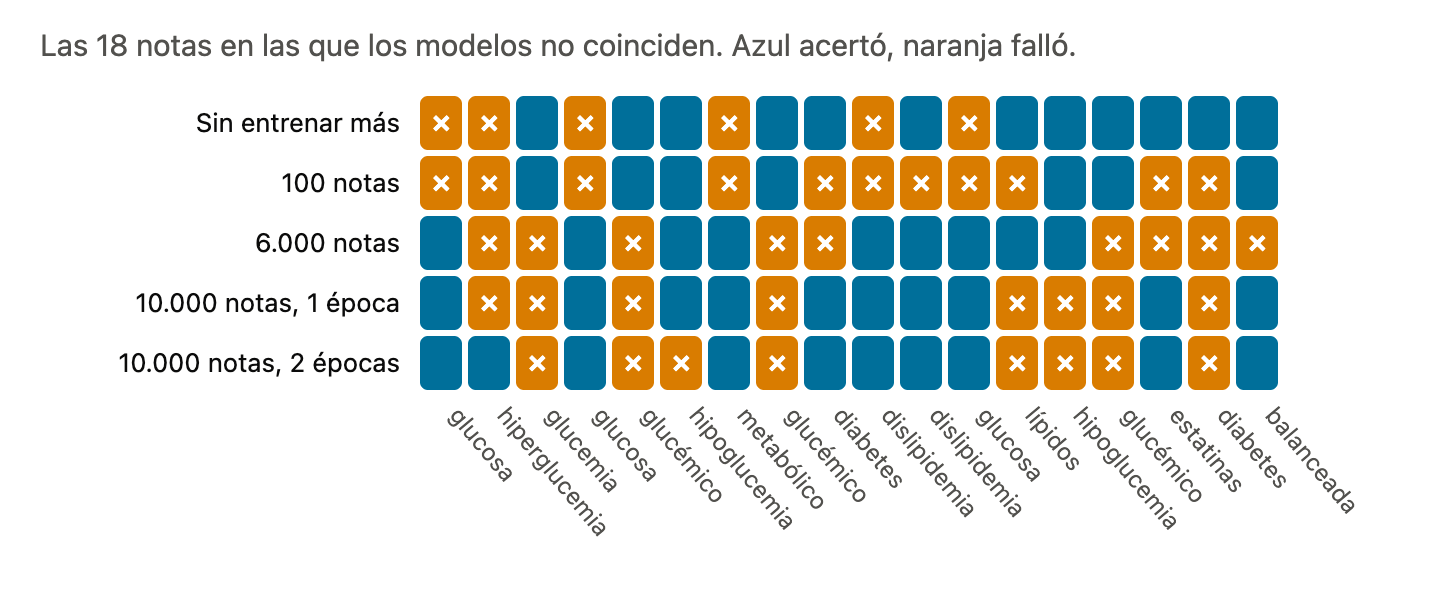 Las 18 notas en las que los modelos no coinciden. Azul acertó, naranja falló.
Sin entrenar más
100 notas
6.000 notas
10.000 notas, 1 época
10.000 notas, 2 épocas
glucosa
hiperglucemia
glucemia
glucosa
glucémico
hipoglucemia
metabólico
glucémico
diabetes
dislipidemia
dislipidemia
glucosa
lípidos
hipoglucemia
glucémico
estatinas
diabetes
balanceada